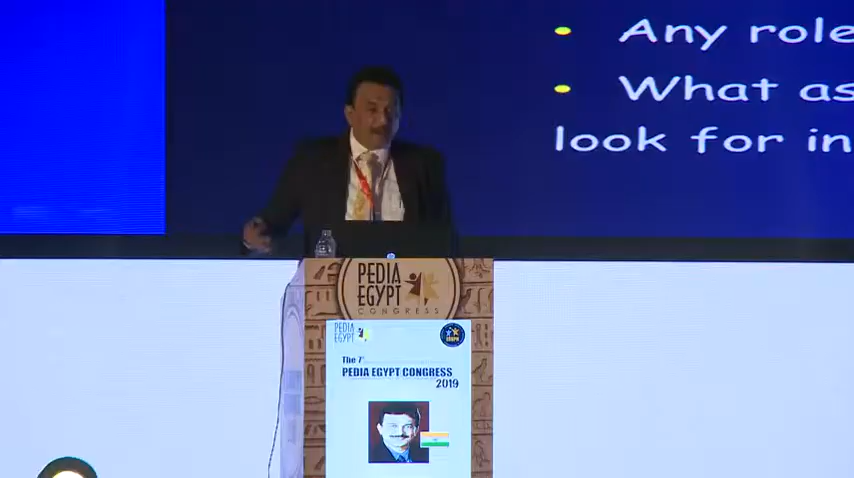 • Any role
• What as
look for in
PEDIA
EGYPT
CONGRESS
PEDIA
EGYPT
The 7
PEDIA EGYPT CONGRESS
2019